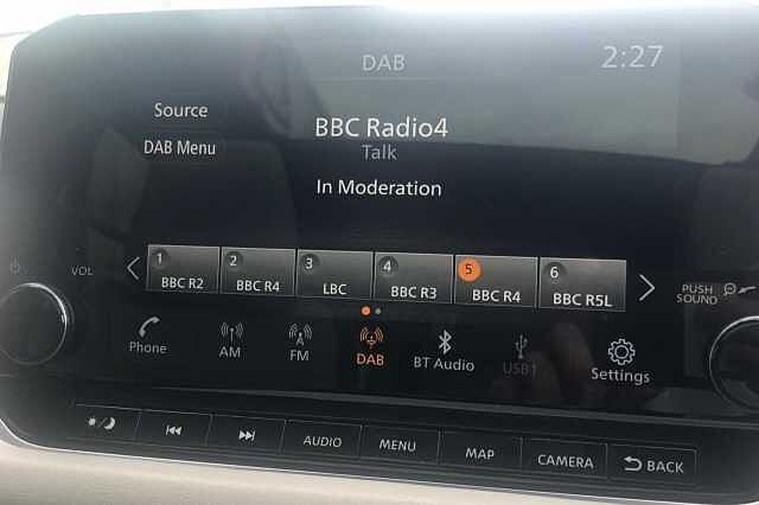 DAB
2:27
Source
BBC Radio4
DAB Menu
Talk
In Moderation
VOL
1
BBC R2
2
BBC R4
3
LBC
4
BBC R3
5
BBC R4
6
BBC R5L
PUSH
SOUND
Phone
AM
FM
DAB
BT Audio
USB1
Settings
AUDIO
MENU
MAP
CAMERA
BACK